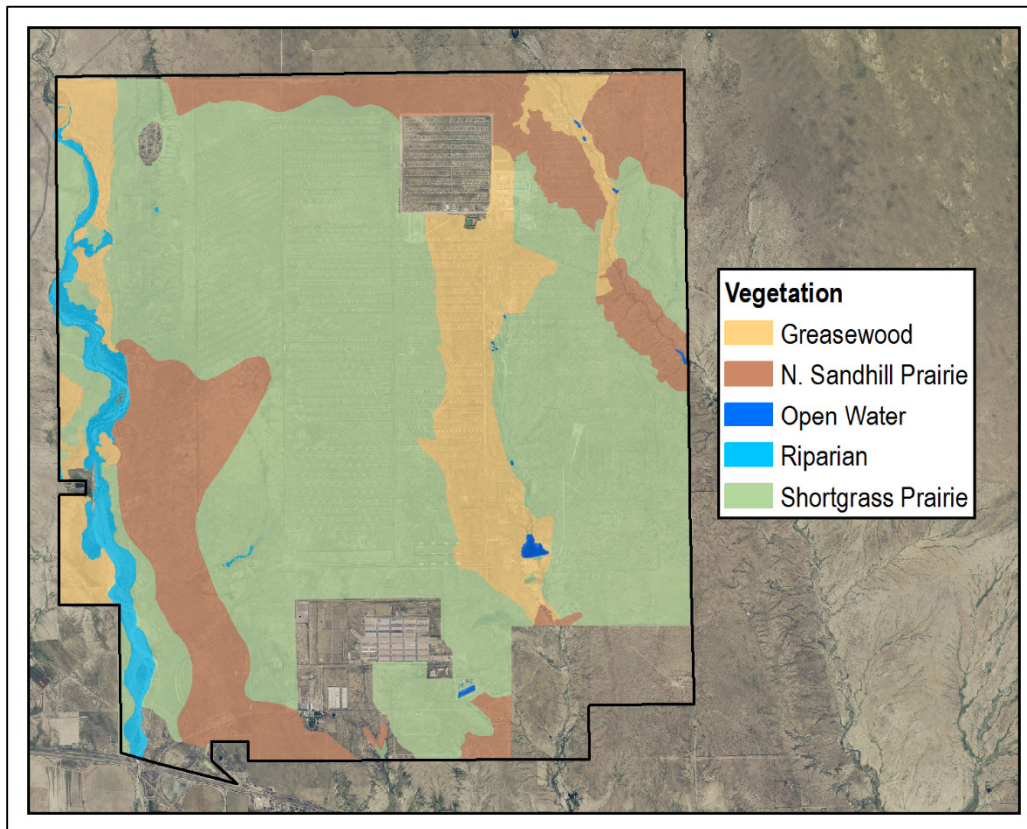 Vegetation
Greasewood
N. Sandhill Prairie
Open Water
Riparian
Shortgrass Prairie